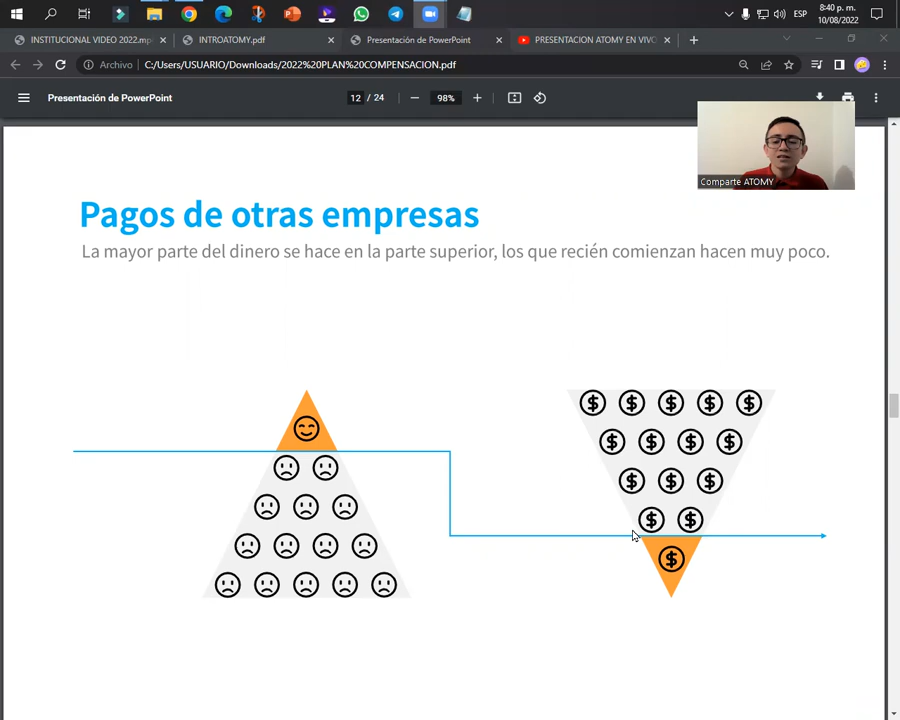 8:40 p. m.
ESP
10/08/2022
INSTITUCIONAL VIDEO 2022.mp
INTROATOMY.pdf
Presentación de PowerPoint
PRESENTACION ATOMY EN VIVO
Archivo
C:/Users/USUARIO/Downloads/2022%20PLAN%20COMPENSACION.pdf
Presentación de PowerPoint
12 / 24
98%
Comparte ATOMY
Pagos de otras empresas
La mayor parte del dinero se hace en la parte superior, los que recién comienzan hacen muy poco.
$ $ $ $ $
$ $ $ $
$ $ $
$ $
$